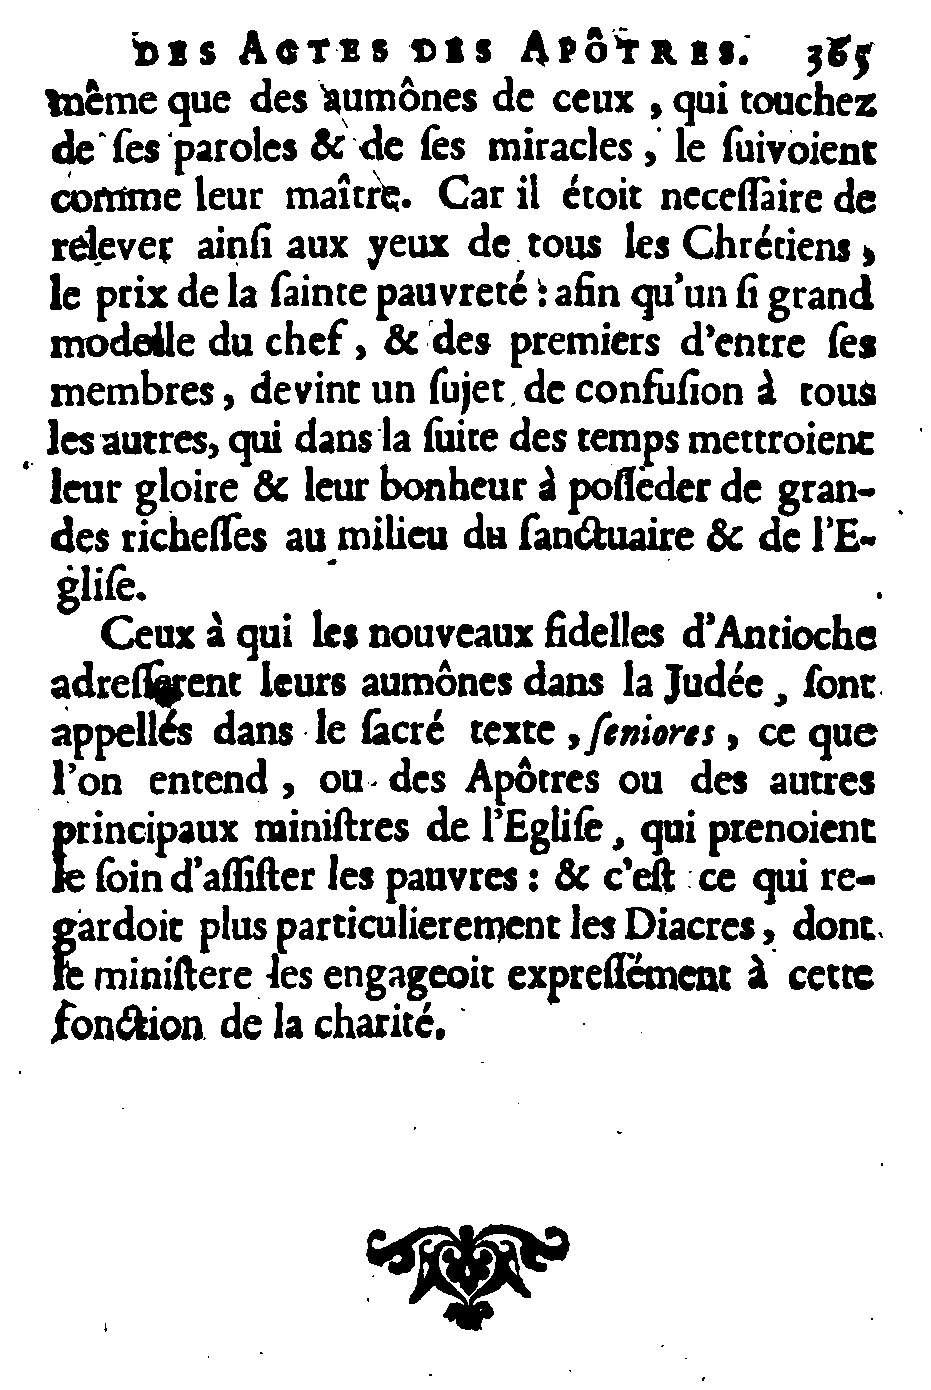 DES ACTES DES APÔTRES. 365
même que des aumônes de ceux , qui touchez
de ſes paroles & de ſes miracles , le ſuivoient
comme leur maître. Car il étoit neceſſaire de
relever ainſi aux yeux de tous les Chrétiens ,
le prix de la ſainte pauvreté : afin qu'un ſi grand
modelle du chef , & des premiers d'entre ſes
membres , devint un ſujet de confuſion à tous
les autres, qui dans la ſuite des temps mettroient
leur gloire & leur bonheur à poſſeder de gran-
des richeſſes au milieu du ſanctuaire & de l'E-
gliſe.
Ceux à qui les nouveaux fidelles d'Antioche
adreſſerent leurs aumônes dans la Judée , ſont
appellés dans le ſacré texte , ſeniores , ce que
l'on entend , ou des Apôtres ou des autres
principaux miniſtres de l'Egliſe , qui prenoient
le ſoin d'aſſiſter les pauvres : & c'eſt ce qui re-
gardoit plus particulierement les Diacres , dont
le miniſtere les engageoit expreſſément à cette
fonction de la charité.